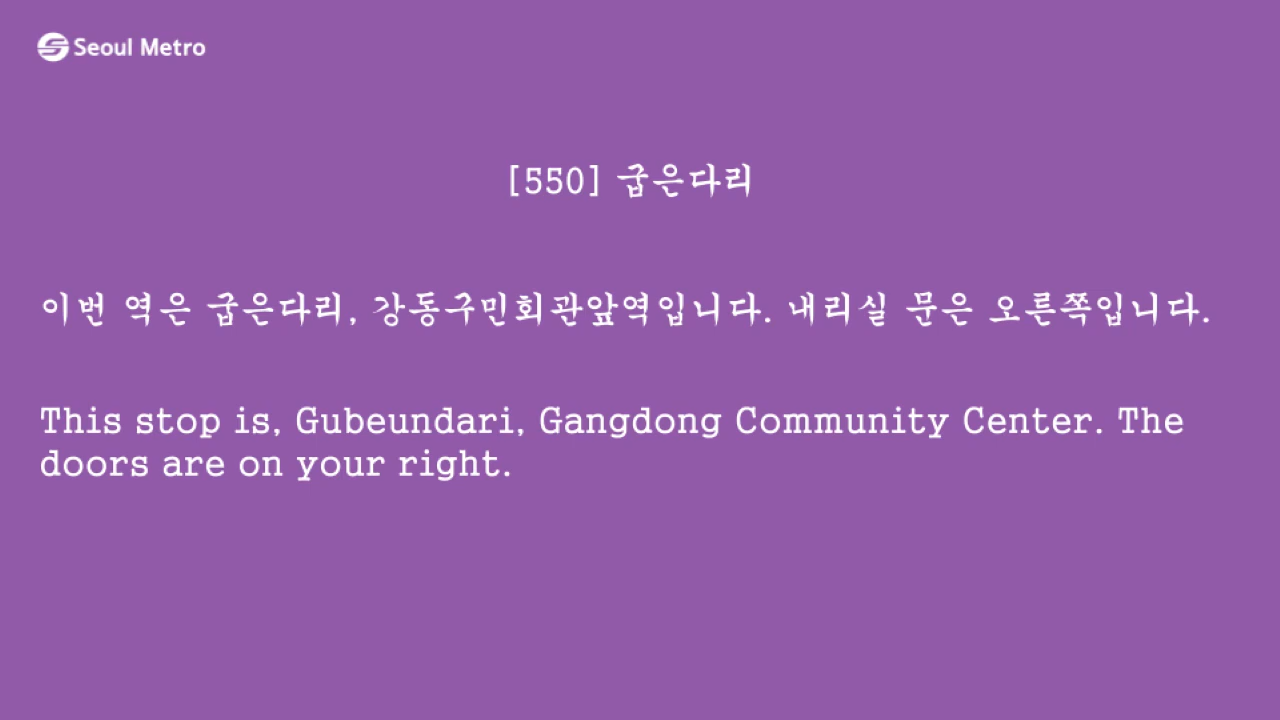 Seoul Metro
[550] 굽은다리
이번 역은 굽은다리, 강동구민회관앞역입니다. 내리실 문은 오른쪽입니다.
This stop is, Gubeundari, Gangdong Community Center. The
doors are on your right.